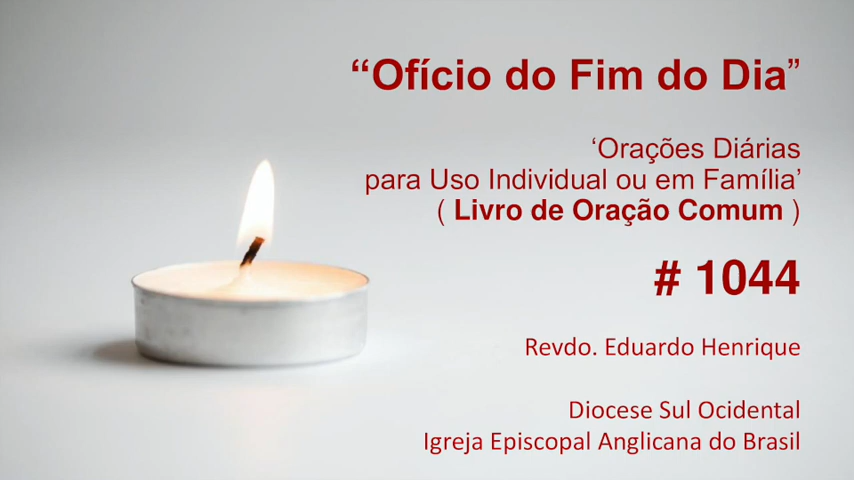 “Ofício do Fim do Dia”
‘Orações Diárias
para Uso Individual ou em Família’
( Livro de Oração Comum )
# 1044
Revdo. Eduardo Henrique
Diocese Sul Ocidental
Igreja Episcopal Anglicana do Brasil